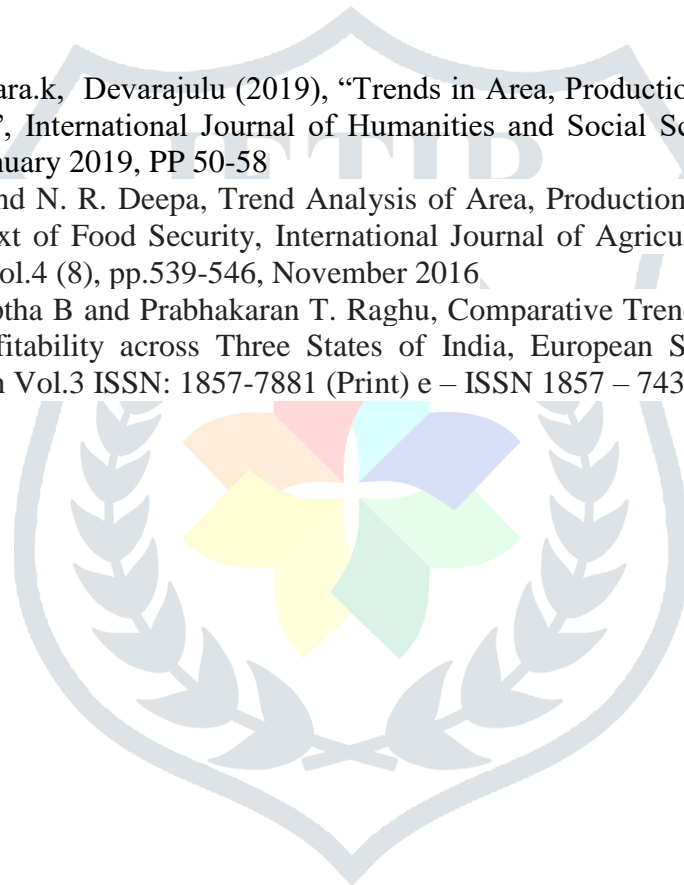 ara.k, Devarajulu (2019), “Trends in Area, Productio
”, International Journal of Humanities and Social Sc
nuary 2019, PP 50-58
nd N. R. Deepa, Trend Analysis of Area, Production
xt of Food Security, International Journal of Agricu
ol.4 (8), pp.539-546, November 2016
ptha B and Prabhakaran T. Raghu, Comparative Tren
fitability across Three States of India, European S
n Vol.3 ISSN: 1857-7881 (Print) e – ISSN 1857 – 743